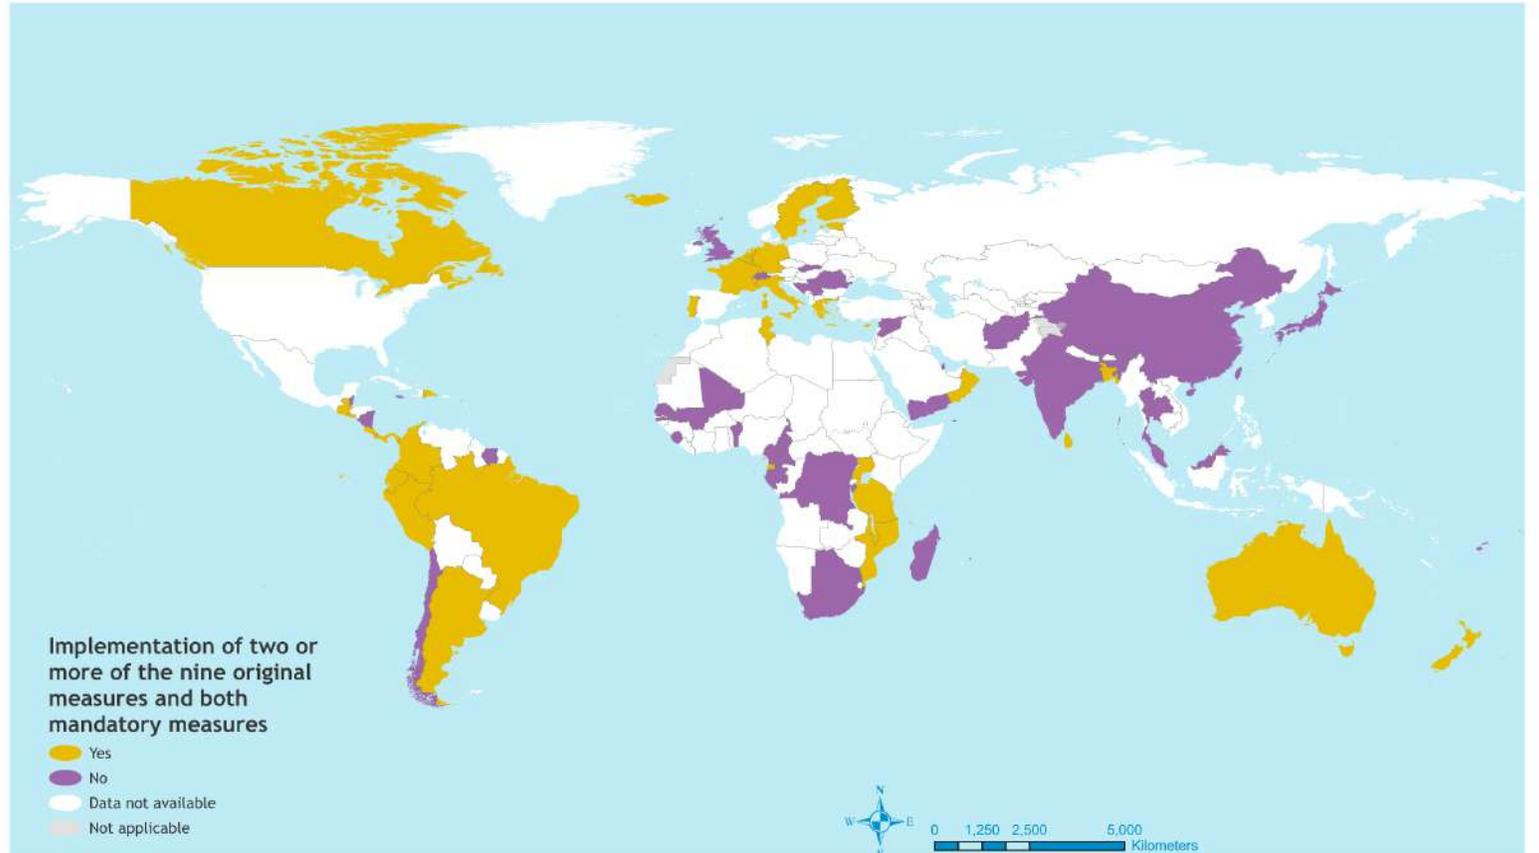 Implementation of two or
more of the nine original
measures and both
mandatory measures
Yes
No
Data not available
Not applicable
N
W E
0 1,250 2,500 5,000
Kilometers